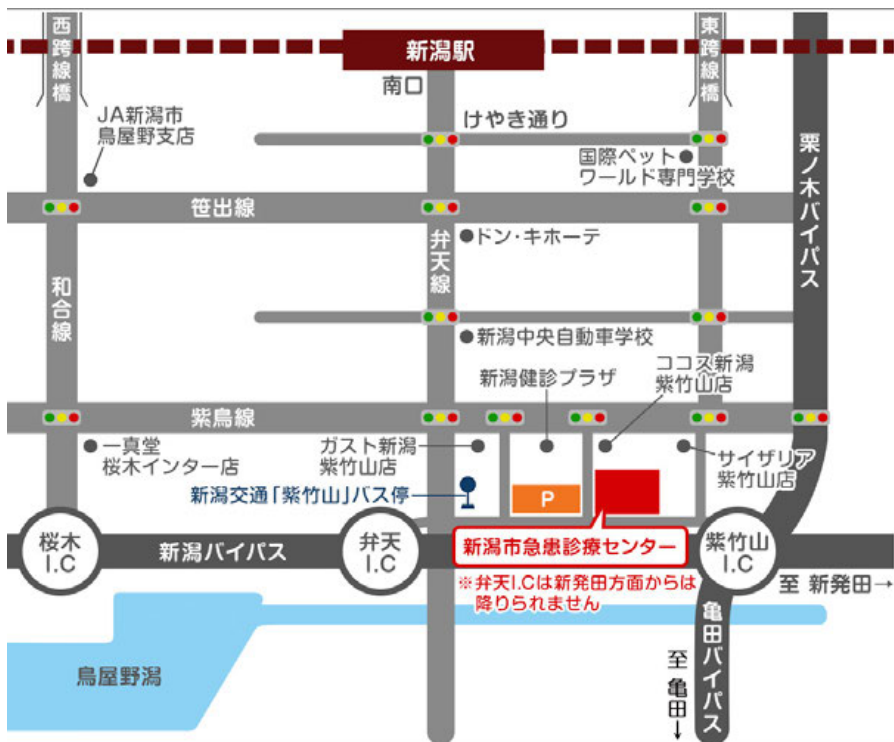 西跨線橋
新潟駅
東跨線橋
南口
JA新潟市
鳥屋野支店
けやき通り
国際ペット
ワールド専門学校
栗ノ木バイパス
笹出線
弁天線
ドン・キホーテ
和合線
新潟中央自動車学校
新潟健診プラザ
ココス新潟
紫竹山店
紫鳥線
一真堂
桜木インター店
ガスト新潟
紫竹山店
サイゼリア
紫竹山店
新潟交通「紫竹山」バス停
P
桜木
I.C
新潟バイパス
弁天
I.C
新潟市急患診療センター
紫竹山
I.C
※弁天I.Cは新発田方面からは
降りられません
至 新発田→
鳥屋野潟
至 亀田→
亀田バイパス